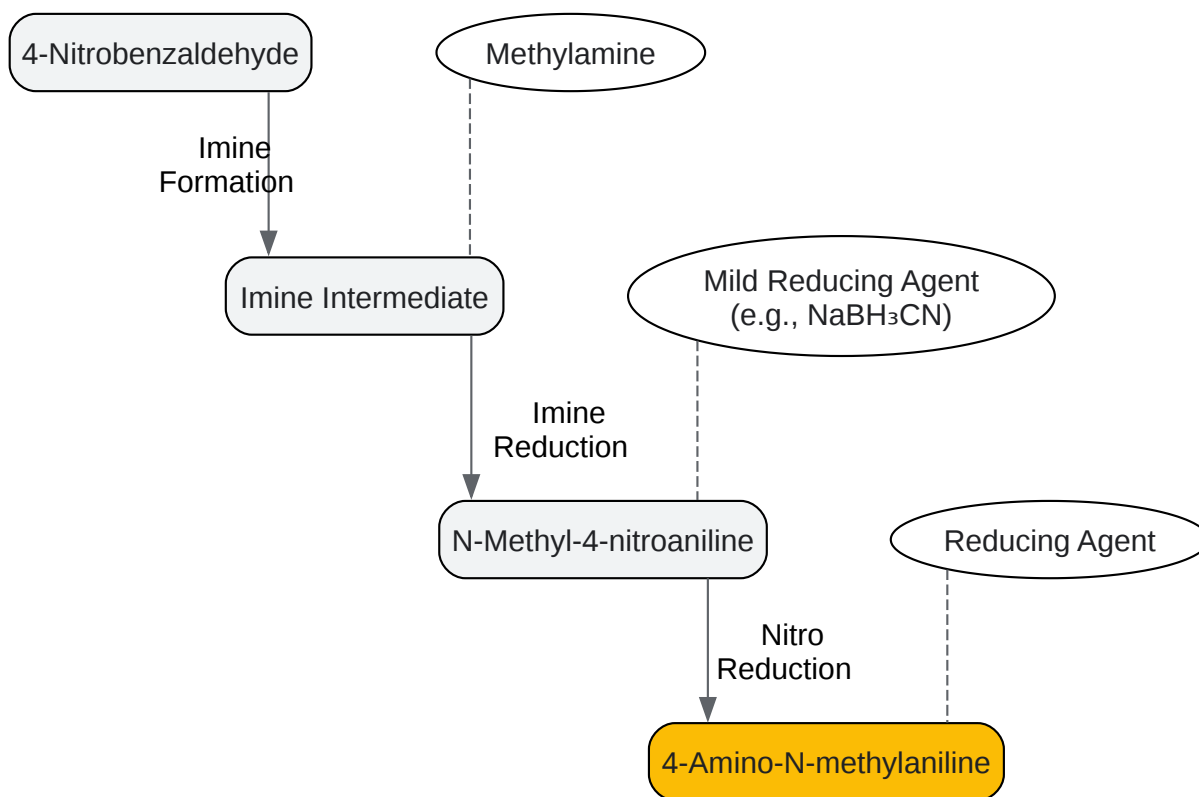 4-Nitrobenzaldehyde
Methylamine
Imine
Formation
Imine Intermediate
Mild Reducing Agent
(e.g., NaBH₃CN)
Imine
Reduction
N-Methyl-4-nitroaniline
Reducing Agent
Nitro
Reduction
4-Amino-N-methylaniline